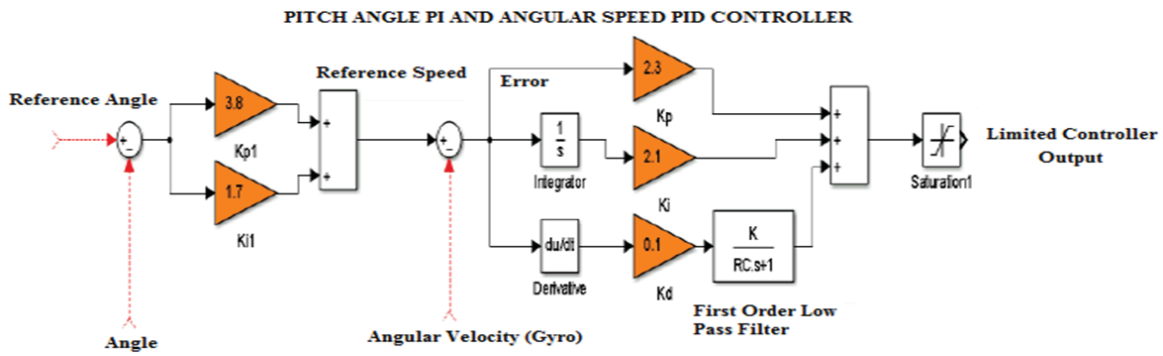 PITCH ANGLE PI AND ANGULAR SPEED PID CONTROLLER
Reference Angle
+
-
3.8
Kp1
1.7
Ki1
Reference Speed
+
+
+
-
Error
2.3
Kp
1
s
Integrator
2.1
Ki
du/dt
Derivative
0.1
Kd
K
RC.s+1
First Order Low
Pass Filter
+
+
+
Saturation1
Limited Controller
Output
Angle
Angular Velocity (Gyro)